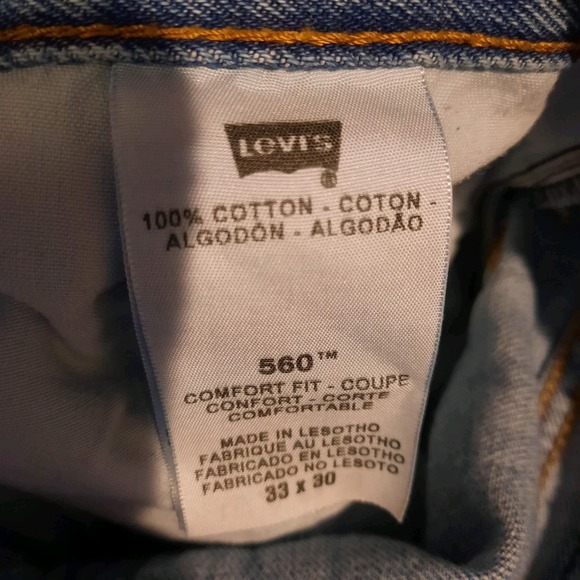 LEVI'S
®
100% COTTON - COTON -
ALGODÓN - ALGODÃO
560™
COMFORT FIT - COUPE
CONFORT - CORTE
COMFORTABLE
MADE IN LESOTHO
FABRIQUE AU LESOTHO
FABRICADO EN LESOTHO
FABRICADO NO LESOTO
33 X 30